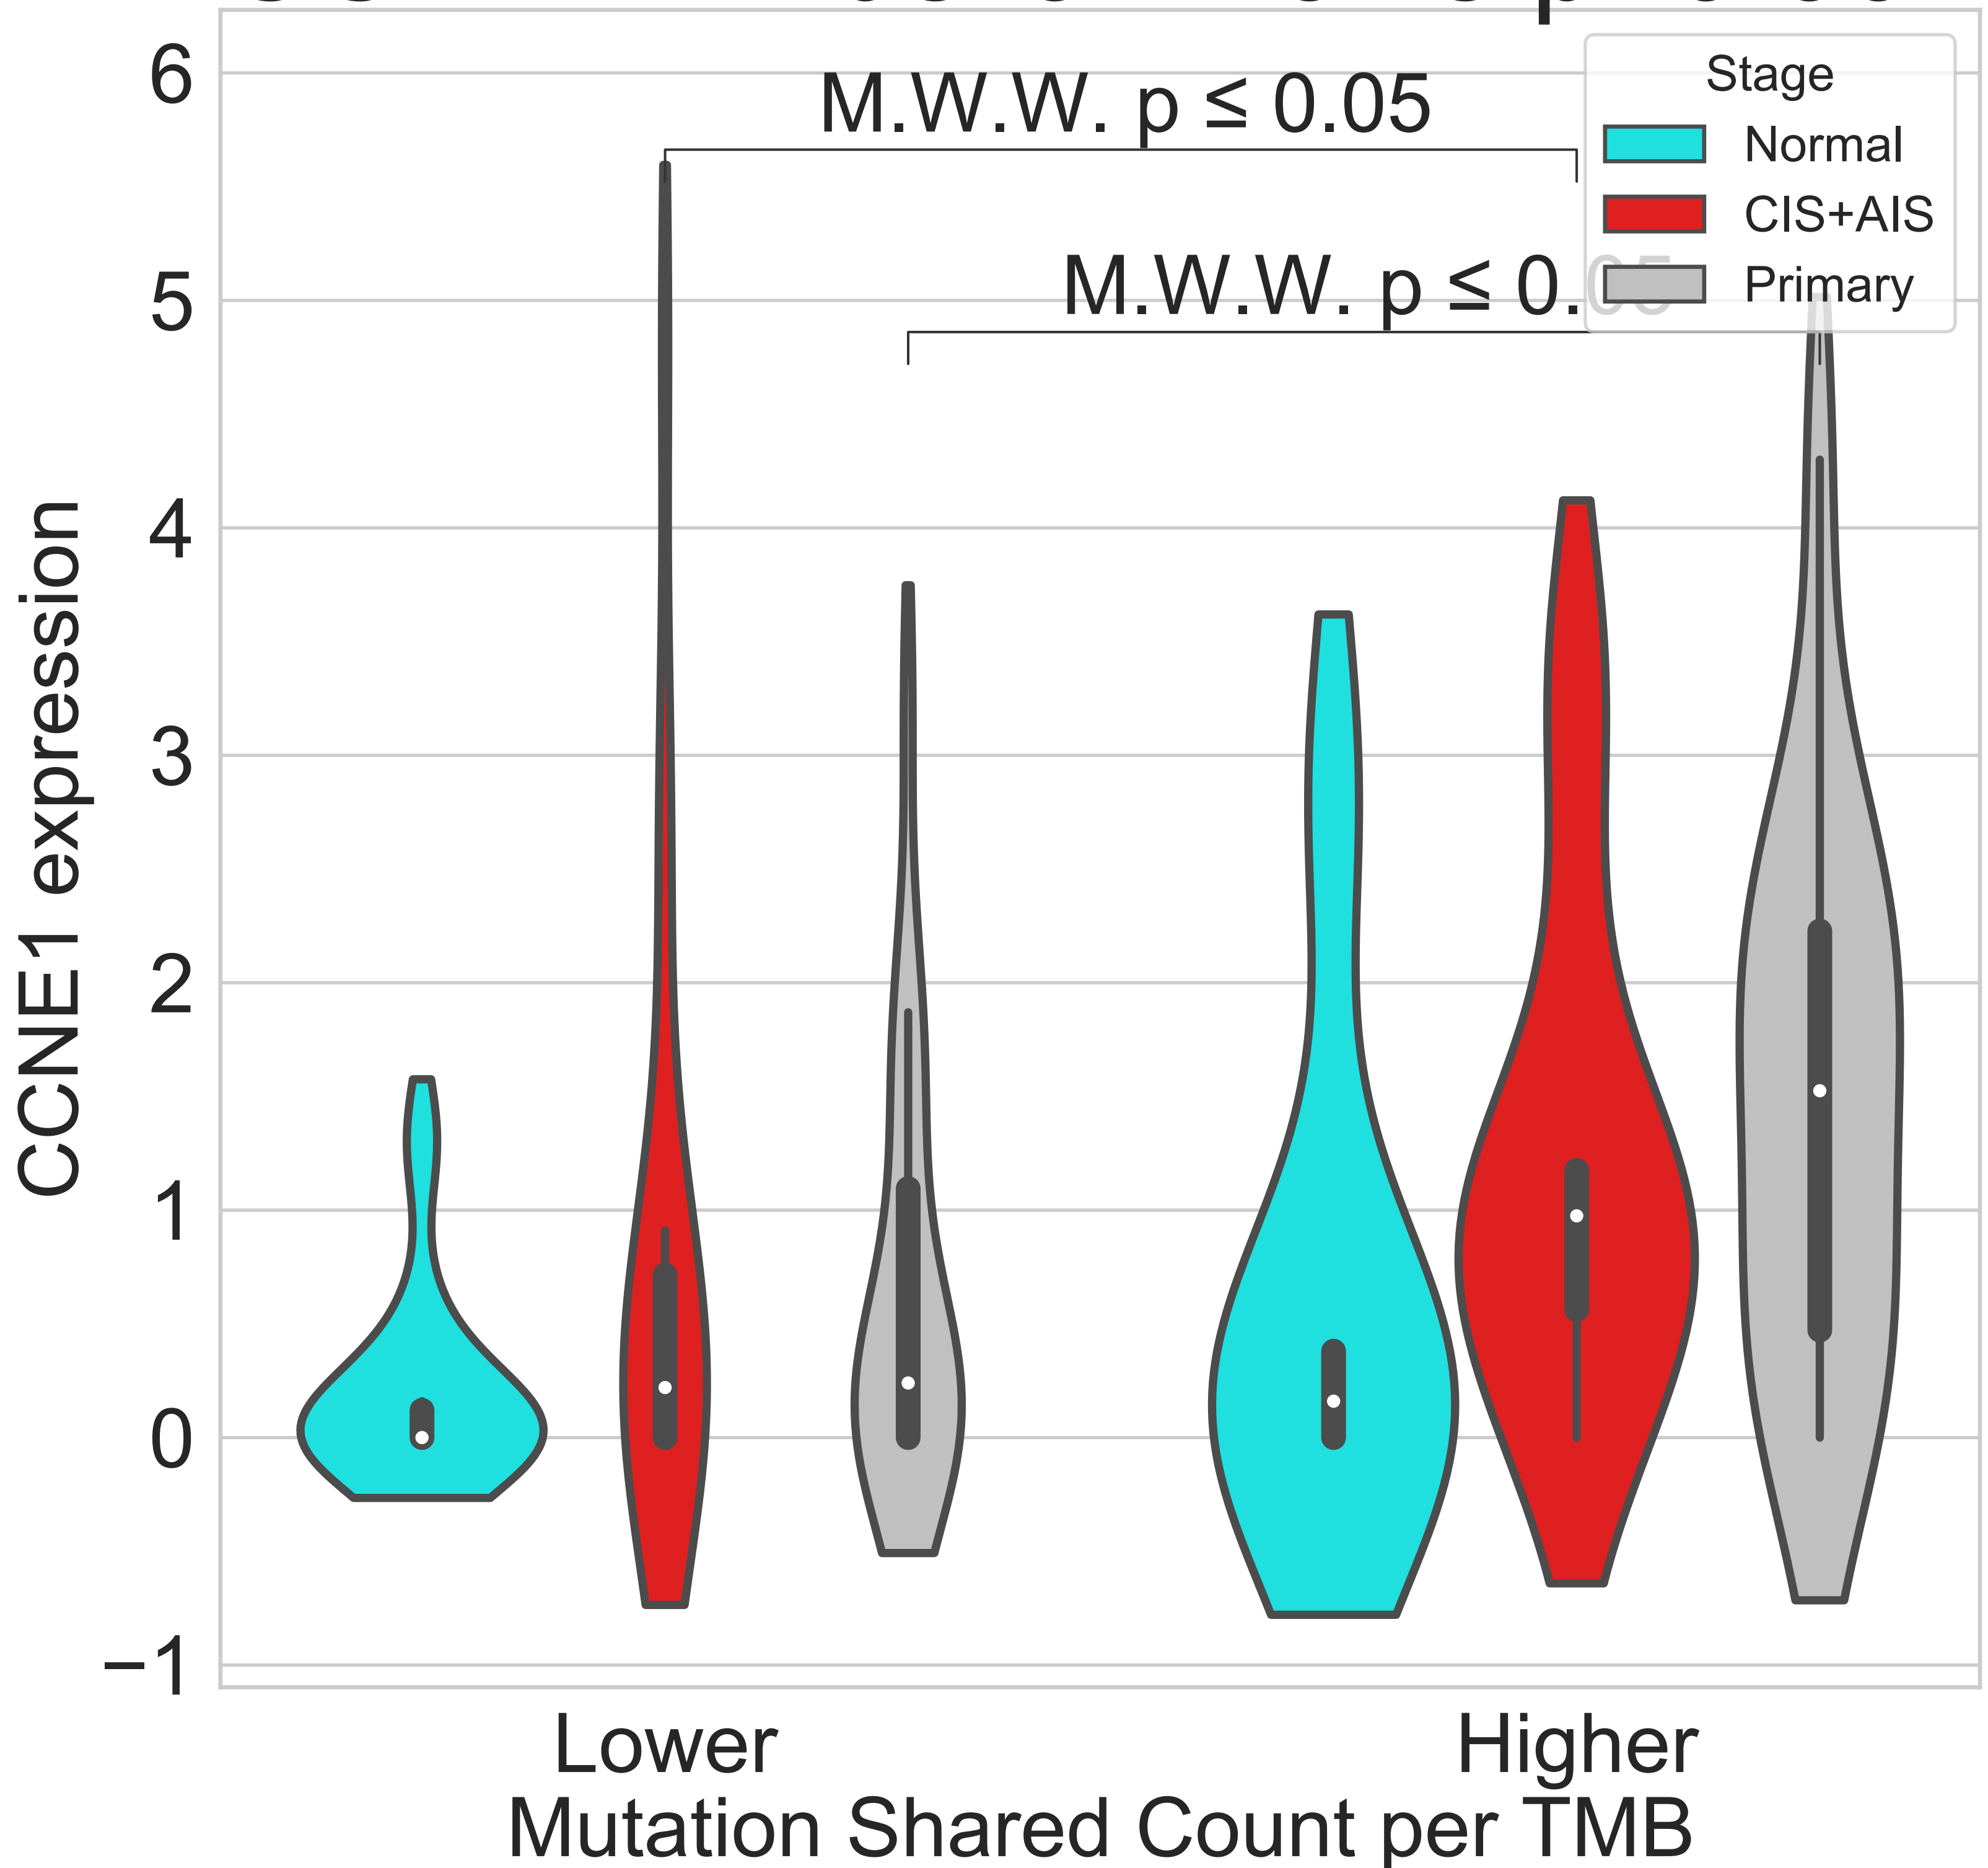 6
5
4
3
2
1
0
−1
CCNE1 expression
M.W.W. p ≤ 0.05
M.W.W. p ≤ 0.05
Stage
Normal
CIS+AIS
Primary
Lower
Higher
Mutation Shared Count per TMB